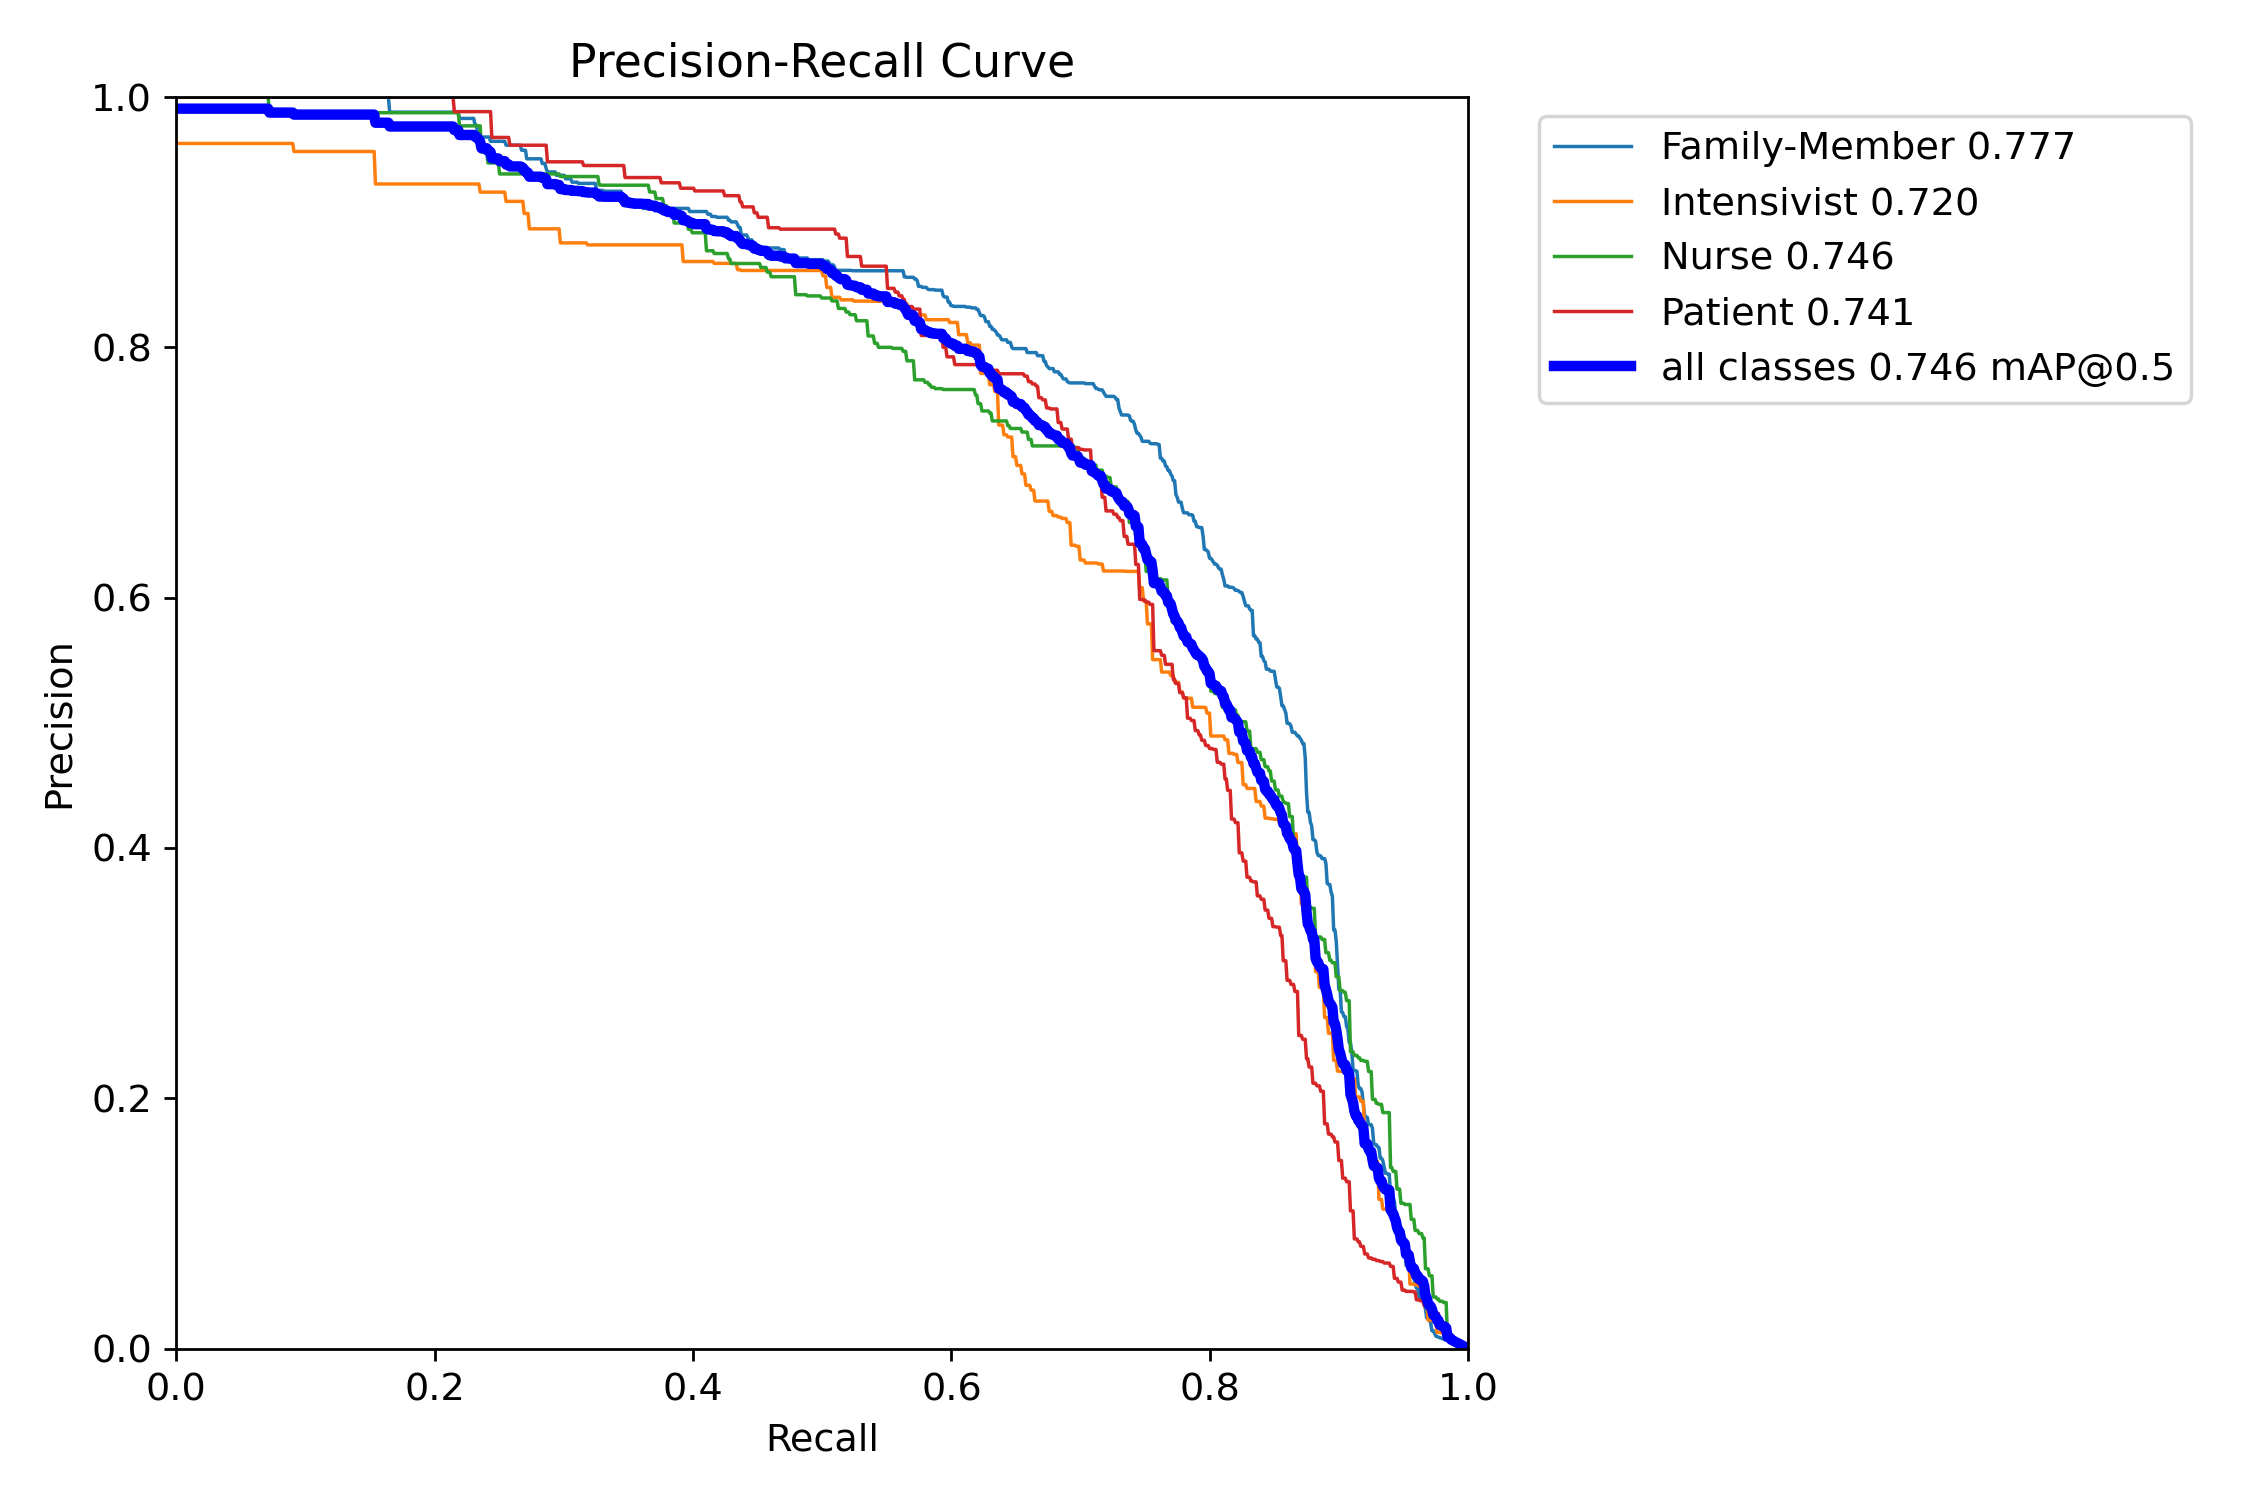 Precision-Recall Curve
1.0
0.8
0.6
0.4
0.2
0.0
Precision
0.0 0.2 0.4 0.6 0.8 1.0
Recall
Family-Member 0.777
Intensivist 0.720
Nurse 0.746
Patient 0.741
all classes 0.746 mAP@0.5